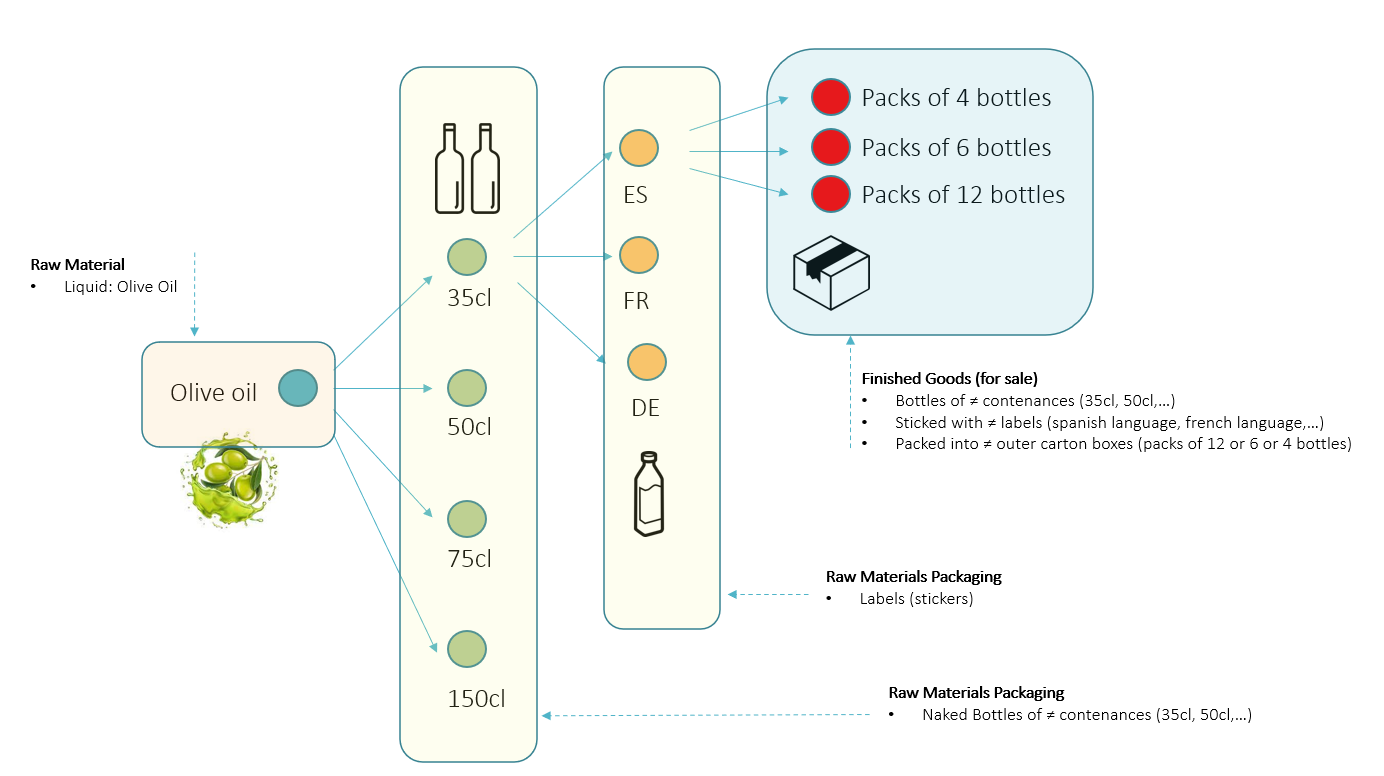 Packs of 4 bottles
Packs of 6 bottles
Packs of 12 bottles
ES
FR
DE
35cl
50cl
75cl
150cl
Raw Material
• Liquid: Olive Oil
Olive oil
Finished Goods (for sale)
• Bottles of ≠ contenances (35cl, 50cl,...)
• Sticked with ≠ labels (spanish language, french language,...)
• Packed into ≠ outer carton boxes (packs of 12 or 6 or 4 bottles)
Raw Materials Packaging
• Labels (stickers)
Raw Materials Packaging
• Naked Bottles of ≠ contenances (35cl, 50cl,...)